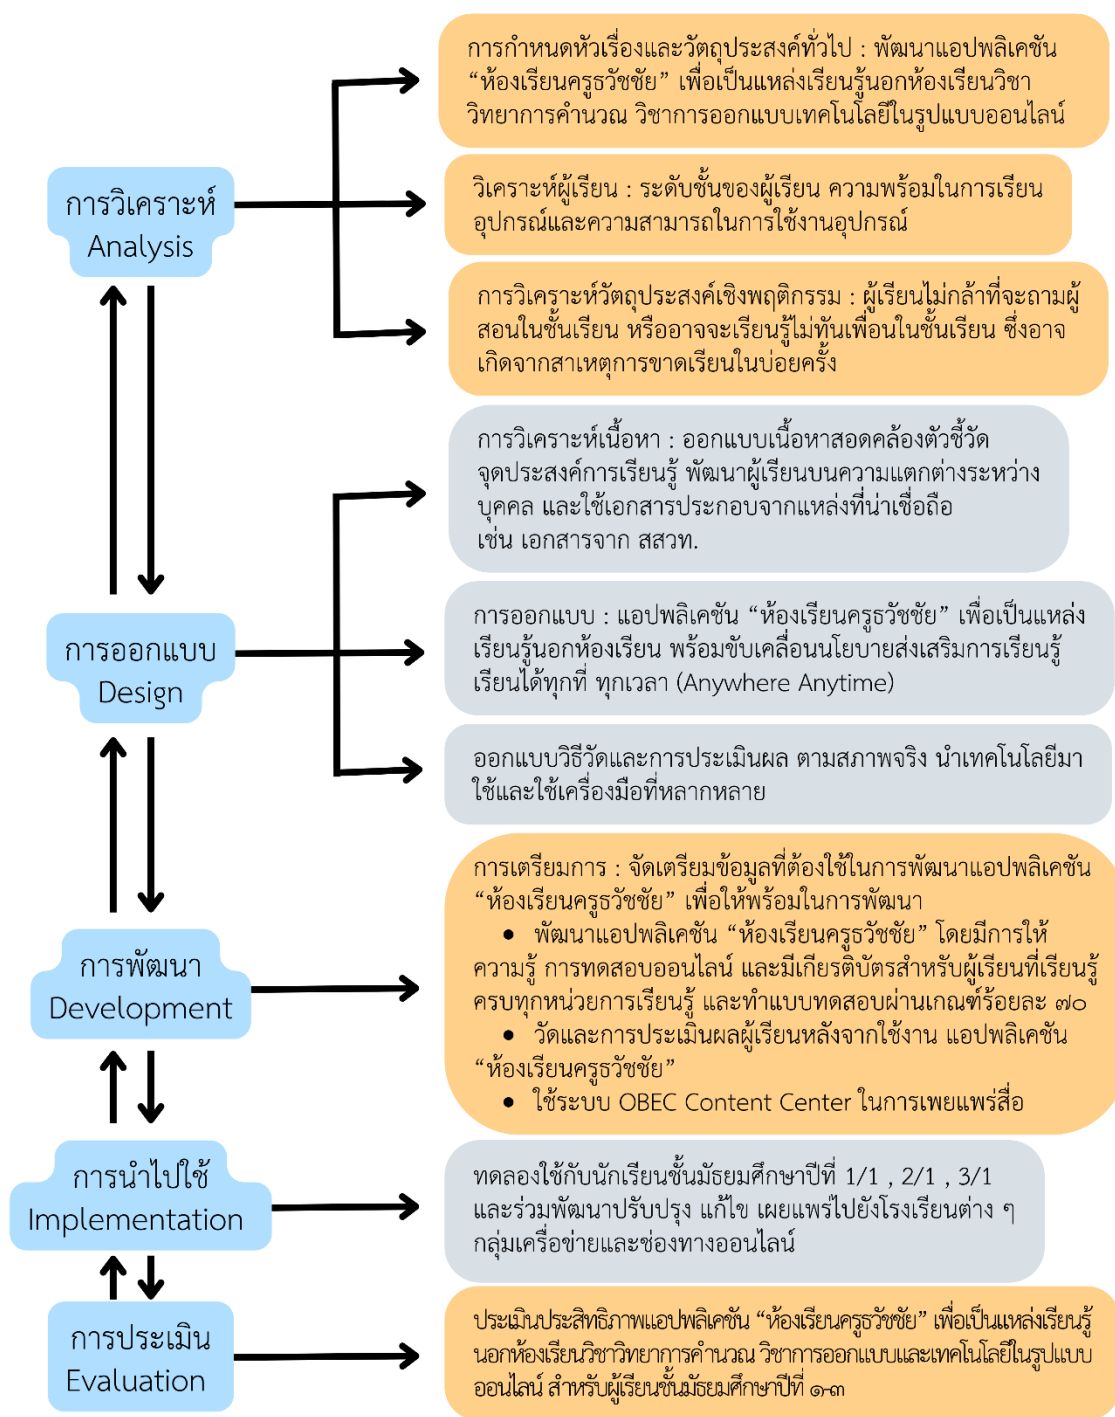 การกำหนดหัวเรื่องและวัตถุประสงค์ทั่วไป : พัฒนาแอปพลิเคชัน
“ห้องเรียนครูธวัชชัย” เพื่อเป็นแหล่งเรียนรู้นอกห้องเรียนวิชา
วิทยาการคำนวณ วิชาการออกแบบเทคโนโลยีในรูปแบบออนไลน์
การวิเคราะห์
Analysis
วิเคราะห์ผู้เรียน : ระดับชั้นของผู้เรียน ความพร้อมในการเรียน
อุปกรณ์และความสามารถในการใช้งานอุปกรณ์
การวิเคราะห์วัตถุประสงค์เชิงพฤติกรรม : ผู้เรียนไม่กล้าที่จะถามผู้
สอนในชั้นเรียน หรืออาจจะเรียนรู้ไม่ทันเพื่อนในชั้นเรียน ซึ่งอาจ
เกิดจากสาเหตุการขาดเรียนในบ่อยครั้ง
การวิเคราะห์เนื้อหา : ออกแบบเนื้อหาสอดคล้องตัวชี้วัด
จุดประสงค์การเรียนรู้ พัฒนาผู้เรียนบนความแตกต่างระหว่าง
บุคคล และใช้เอกสารประกอบจากแหล่งที่น่าเชื่อถือ
เช่น เอกสารจาก สสวท.
การออกแบบ
Design
การออกแบบ : แอปพลิเคชัน “ห้องเรียนครูธวัชชัย” เพื่อเป็นแหล่ง
เรียนรู้นอกห้องเรียน พร้อมขับเคลื่อนนโยบายส่งเสริมการเรียนรู้
เรียนได้ทุกที่ ทุกเวลา (Anywhere Anytime)
ออกแบบวิธีวัดและการประเมินผล ตามสภาพจริง นำเทคโนโลยีมา
ใช้และใช้เครื่องมือที่หลากหลาย
การพัฒนา
Development
การเตรียมการ : จัดเตรียมข้อมูลที่ต้องใช้ในการพัฒนาแอปพลิเคชัน
“ห้องเรียนครูธวัชชัย” เพื่อให้พร้อมในการพัฒนา
• พัฒนาแอปพลิเคชัน “ห้องเรียนครูธวัชชัย” โดยมีการให้
ความรู้ การทดสอบออนไลน์ และมีเกียรติบัตรสำหรับผู้เรียนที่เรียนรู้
ครบทุกหน่วยการเรียนรู้ และทำแบบทดสอบผ่านเกณฑ์ร้อยละ ๗๐
• วัดและการประเมินผลผู้เรียนหลังจากใช้งาน แอปพลิเคชัน
“ห้องเรียนครูธวัชชัย”
• ใช้ระบบ OBEC Content Center ในการเพยแพร่สื่อ
การนำไปใช้
Implementation
ทดลองใช้กับนักเรียนชั้นมัธยมศึกษาปีที่ 1/1 , 2/1 , 3/1
และร่วมพัฒนาปรับปรุง แก้ไข เผยแพร่ไปยังโรงเรียนต่าง ๆ
กลุ่มเครื่อข่ายและช่องทางออนไลน์
การประเมิน
Evaluation
ประเมินประสิทธิภาพแอปพลิเคชัน “ห้องเรียนครูธวัชชัย” เพื่อเป็นแหล่งเรียนรู้
นอกห้องเรียนวิชาวิทยาการคำนวณ วิชาการออกแบบและเทคโนโลยีในรูปแบบ
ออนไลน์ สำหรับผู้เรียนชั้นมัธยมศึกษาปีที่ ๑-๓